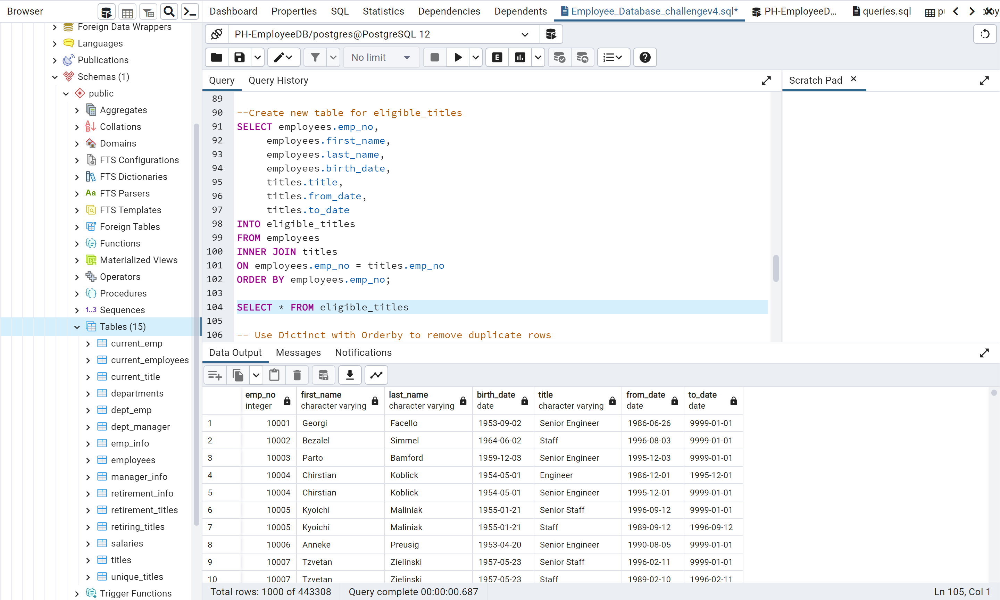 Browser
Dashboard Properties SQL Statistics Dependencies Dependents Employee_Database_challengev4.sql* PH-EmployeeD... queries.sql
Foreign Data Wrappers
Languages
Publications
Schemas (1)
public
Aggregates
Collations
Domains
FTS Configurations
FTS Dictionaries
Aa FTS Parsers
FTS Templates
Foreign Tables
Functions
Materialized Views
Operators
Procedures
1..3 Sequences
Tables (15)
current_emp
current_employees
current_title
departments
dept_emp
dept_manager
emp_info
employees
manager_info
retirement_info
retirement_titles
retiring_titles
salaries
titles
unique_titles
Trigger Functions
PH-EmployeeDB/postgres@PostgreSQL 12
No limit E
Query Query History
Scratch Pad
89
90 --Create new table for eligible_titles
91 SELECT employees.emp_no,
92 employees.first_name,
93 employees.last_name,
94 employees.birth_date,
95 titles.title,
96 titles.from_date,
97 titles.to_date
98 INTO eligible_titles
99 FROM employees
100 INNER JOIN titles
101 ON employees.emp_no = titles.emp_no
102 ORDER BY employees.emp_no;
103
104 SELECT * FROM eligible_titles
105
106 -- Use Dictinct with Orderby to remove duplicate rows
Data Output Messages Notifications
emp_no first_name last_name birth_date title from_date to_date
integer character varying character varying date character varying date date
1 10001 Georgi Facello 1953-09-02 Senior Engineer 1986-06-26 9999-01-01
2 10002 Bezalel Simmel 1964-06-02 Staff 1996-08-03 9999-01-01
3 10003 Parto Bamford 1959-12-03 Senior Engineer 1995-12-03 9999-01-01
4 10004 Chirstian Koblick 1954-05-01 Engineer 1986-12-01 1995-12-01
5 10004 Chirstian Koblick 1954-05-01 Senior Engineer 1995-12-01 9999-01-01
6 10005 Kyoichi Maliniak 1955-01-21 Senior Staff 1996-09-12 9999-01-01
7 10005 Kyoichi Maliniak 1955-01-21 Staff 1989-09-12 1996-09-12
8 10006 Anneke Preusig 1953-04-20 Senior Engineer 1990-08-05 9999-01-01
9 10007 Tzvetan Zielinski 1957-05-23 Senior Staff 1996-02-11 9999-01-01
10 10007 Tzvetan Zielinski 1957-05-23 Staff 1989-02-10 1996-02-11
Total rows: 1000 of 443308 Query complete 00:00:00.687 Ln 105, Col 1